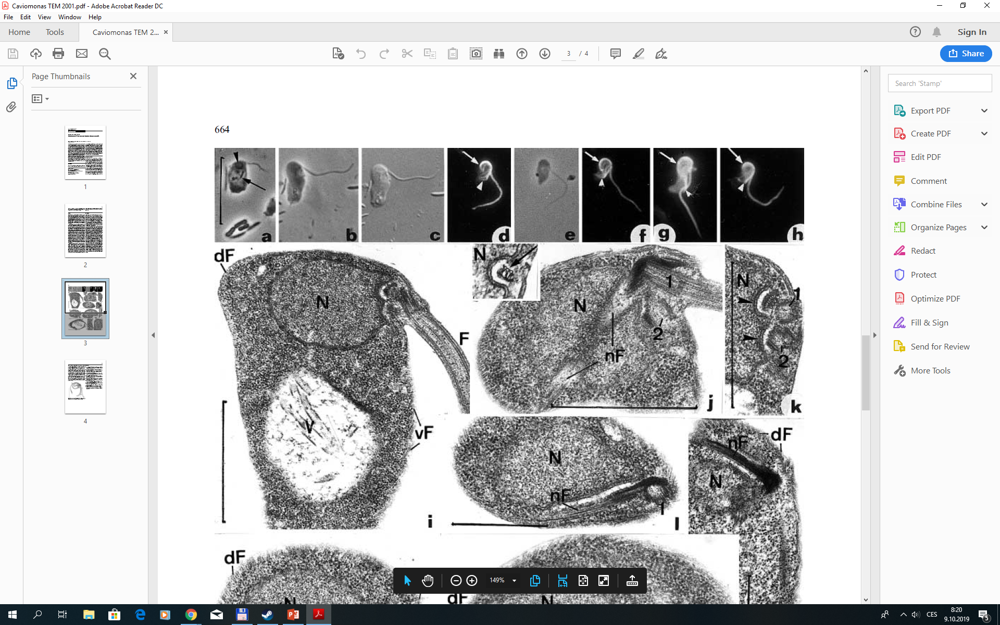 Caviomonas TEM 2001.pdf - Adobe Acrobat Reader DC
File Edit View Window Help
Home Tools Caviomonas TEM 2... Sign In
3 / 4 Share
Page Thumbnails
1
2
3
4
664
a b c d e f g h
dF N F V vF i
N N 1 2 nF j
N 1 2 k
N nF 1 l
dF nF N
dF
N
dF
N
149%
Search 'Stamp'
Export PDF
Create PDF
Edit PDF
Comment
Combine Files
Organize Pages
Redact
Protect
Optimize PDF
Fill & Sign
Send for Review
More Tools
CES
8:20
9.10.2019
5